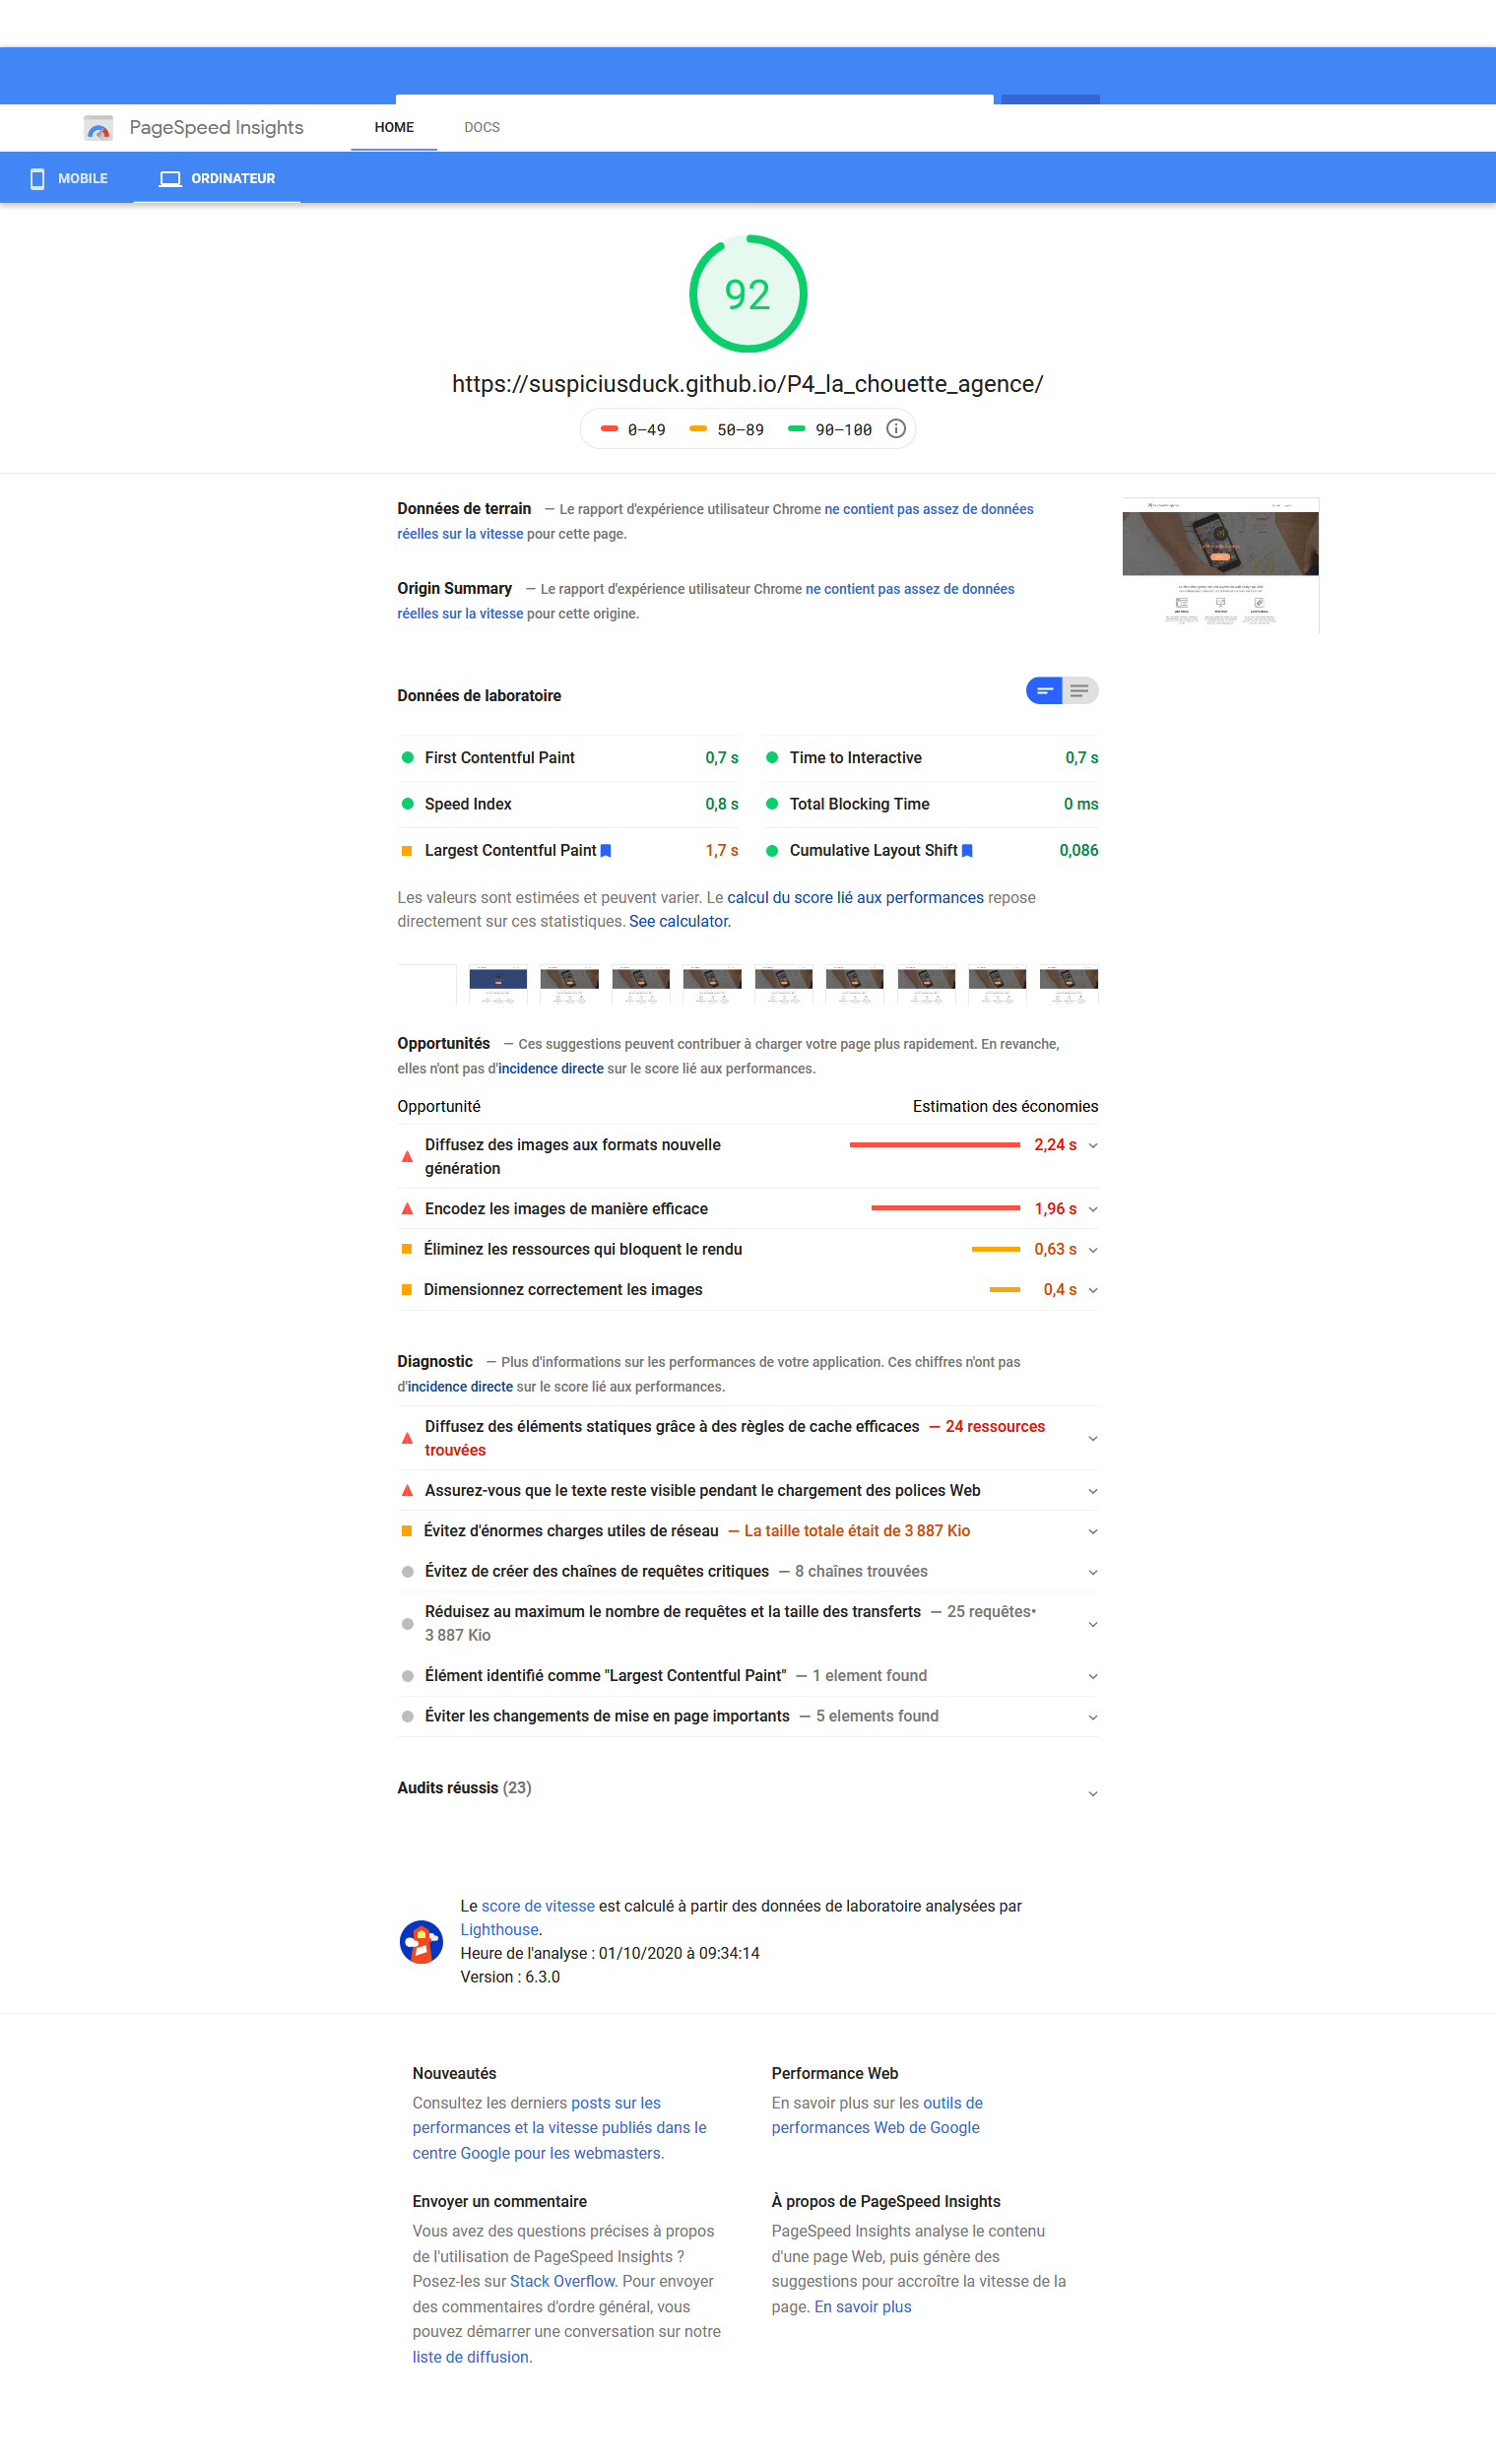 PageSpeed Insights
HOME
DOCS
MOBILE
ORDINATEUR
92
https://suspiciusduck.github.io/P4_la_chouette_agence/
0–49
50–89
90–100
Données de terrain — Le rapport d'expérience utilisateur Chrome ne contient pas assez de données
réelles sur la vitesse pour cette page.
Origin Summary — Le rapport d'expérience utilisateur Chrome ne contient pas assez de données
réelles sur la vitesse pour cette origine.
Données de laboratoire
First Contentful Paint 0,7 s
Time to Interactive 0,7 s
Speed Index 0,8 s
Total Blocking Time 0 ms
Largest Contentful Paint 1,7 s
Cumulative Layout Shift 0,086
Les valeurs sont estimées et peuvent varier. Le calcul du score lié aux performances repose
directement sur ces statistiques. See calculator.
Opportunités — Ces suggestions peuvent contribuer à charger votre page plus rapidement. En revanche,
elles n'ont pas d'incidence directe sur le score lié aux performances.
Opportunité Estimation des économies
Diffusez des images aux formats nouvelle
génération
2,24 s
Encodez les images de manière efficace 1,96 s
Éliminez les ressources qui bloquent le rendu 0,63 s
Dimensionnez correctement les images 0,4 s
Diagnostic — Plus d'informations sur les performances de votre application. Ces chiffres n'ont pas
d'incidence directe sur le score lié aux performances.
Diffusez des éléments statiques grâce à des règles de cache efficaces — 24 ressources
trouvées
Assurez-vous que le texte reste visible pendant le chargement des polices Web
Évitez d'énormes charges utiles de réseau — La taille totale était de 3 887 Kio
Évitez de créer des chaînes de requêtes critiques — 8 chaînes trouvées
Réduisez au maximum le nombre de requêtes et la taille des transferts — 25 requêtes•
3 887 Kio
Élément identifié comme "Largest Contentful Paint" — 1 element found
Éviter les changements de mise en page importants — 5 elements found
Audits réussis (23)
Le score de vitesse est calculé à partir des données de laboratoire analysées par
Lighthouse.
Heure de l'analyse : 01/10/2020 à 09:34:14
Version : 6.3.0
Nouveautés
Consultez les derniers posts sur les
performances et la vitesse publiés dans le
centre Google pour les webmasters.
Performance Web
En savoir plus sur les outils de
performances Web de Google
Envoyer un commentaire
Vous avez des questions précises à propos
de l'utilisation de PageSpeed Insights ?
Posez-les sur Stack Overflow. Pour envoyer
des commentaires d'ordre général, vous
pouvez démarrer une conversation sur notre
liste de diffusion.
À propos de PageSpeed Insights
PageSpeed Insights analyse le contenu
d'une page Web, puis génère des
suggestions pour accroître la vitesse de la
page. En savoir plus